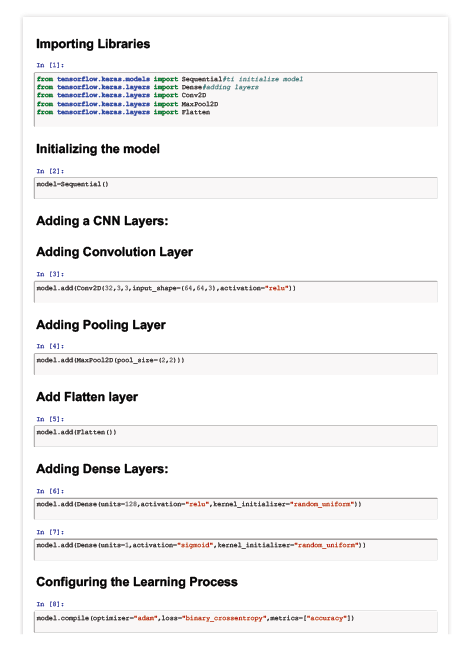 Importing Libraries
In [1]:
from tensorflow.keras.models import Sequential#ti initialize model
from tensorflow.keras.layers import Dense#adding layers
from tensorflow.keras.layers import Conv2D
from tensorflow.keras.layers import MaxPool2D
from tensorflow.keras.layers import Flatten
Initializing the model
In [2]:
model=Sequential()
Adding a CNN Layers:
Adding Convolution Layer
In [3]:
model.add(Conv2D(32,3,3,input_shape=(64,64,3),activation="relu"))
Adding Pooling Layer
In [4]:
model.add(MaxPool2D(pool_size=(2,2)))
Add Flatten layer
In [5]:
model.add(Flatten())
Adding Dense Layers:
In [6]:
model.add(Dense(units=128,activation="relu",kernel_initializer="random_uniform"))
In [7]:
model.add(Dense(units=1,activation="sigmoid",kernel_initializer="random_uniform"))
Configuring the Learning Process
In [8]:
model.compile(optimizer="adam",loss="binary_crossentropy",metrics=["accuracy"])